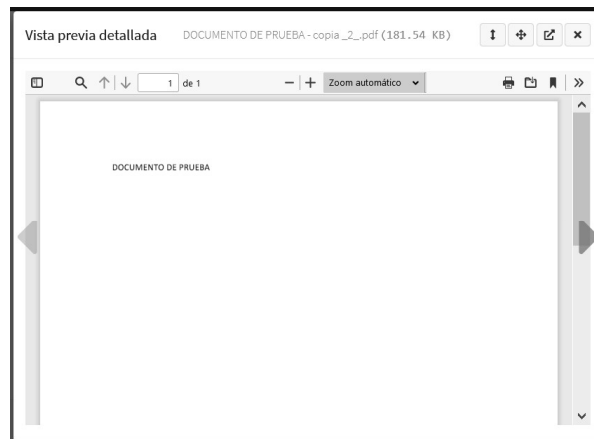 Vista previa detallada DOCUMENTO DE PRUEBA - copia _2_.pdf (181.54 KB)
1 de 1 Zoom automático
DOCUMENTO DE PRUEBA